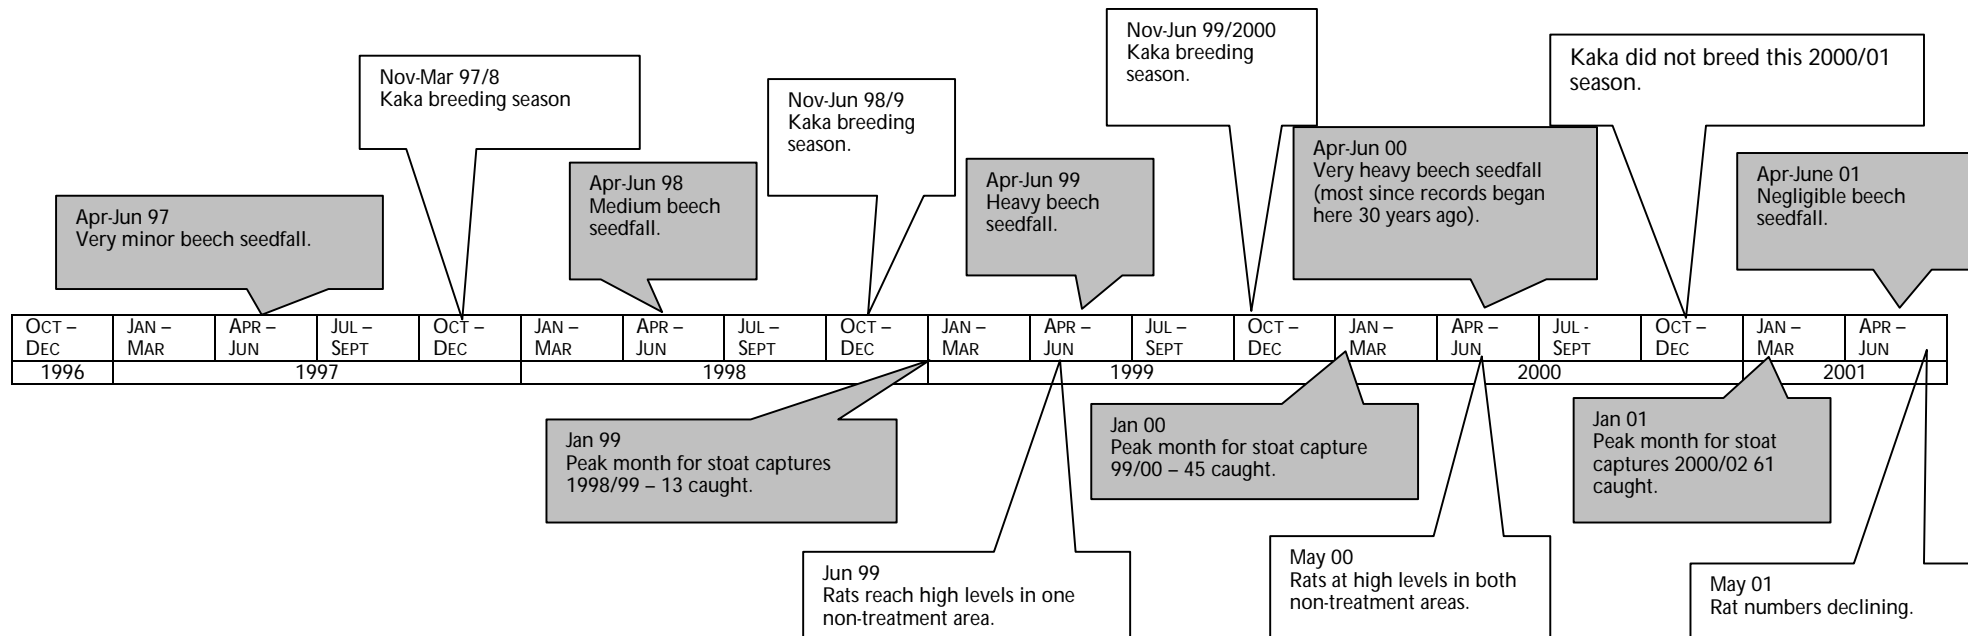 Nov-Mar 97/8
Kaka breeding season
Nov-Jun 98/9
Kaka breeding
season.
Nov-Jun 99/2000
Kaka breeding
season.
Kaka did not breed this 2000/01
season.
Apr-Jun 97
Very minor beech seedfall.
Apr-Jun 98
Medium beech
seedfall.
Apr-Jun 99
Heavy beech
seedfall.
Apr-Jun 00
Very heavy beech seedfall
(most since records began
here 30 years ago).
Apr-June 01
Negligible beech
seedfall.
OCT – DEC
JAN – MAR
APR – JUN
JUL - SEPT
OCT – DEC
JAN – MAR
APR – JUN
JUL - SEPT
OCT – DEC
JAN – MAR
APR – JUN
JUL - SEPT
OCT – DEC
JAN – MAR
APR – JUN
JUL - SEPT
OCT – DEC
JAN – MAR
APR – JUN
1996 1997 1998 1999 2000 2001
Jan 99
Peak month for stoat captures
1998/99 – 13 caught.
Jan 00
Peak month for stoat capture
99/00 – 45 caught.
Jan 01
Peak month for stoat
captures 2000/02 61
caught.
Jun 99
Rats reach high levels in one
non-treatment area.
May 00
Rats at high levels in both
non-treatment areas.
May 01
Rat numbers declining.